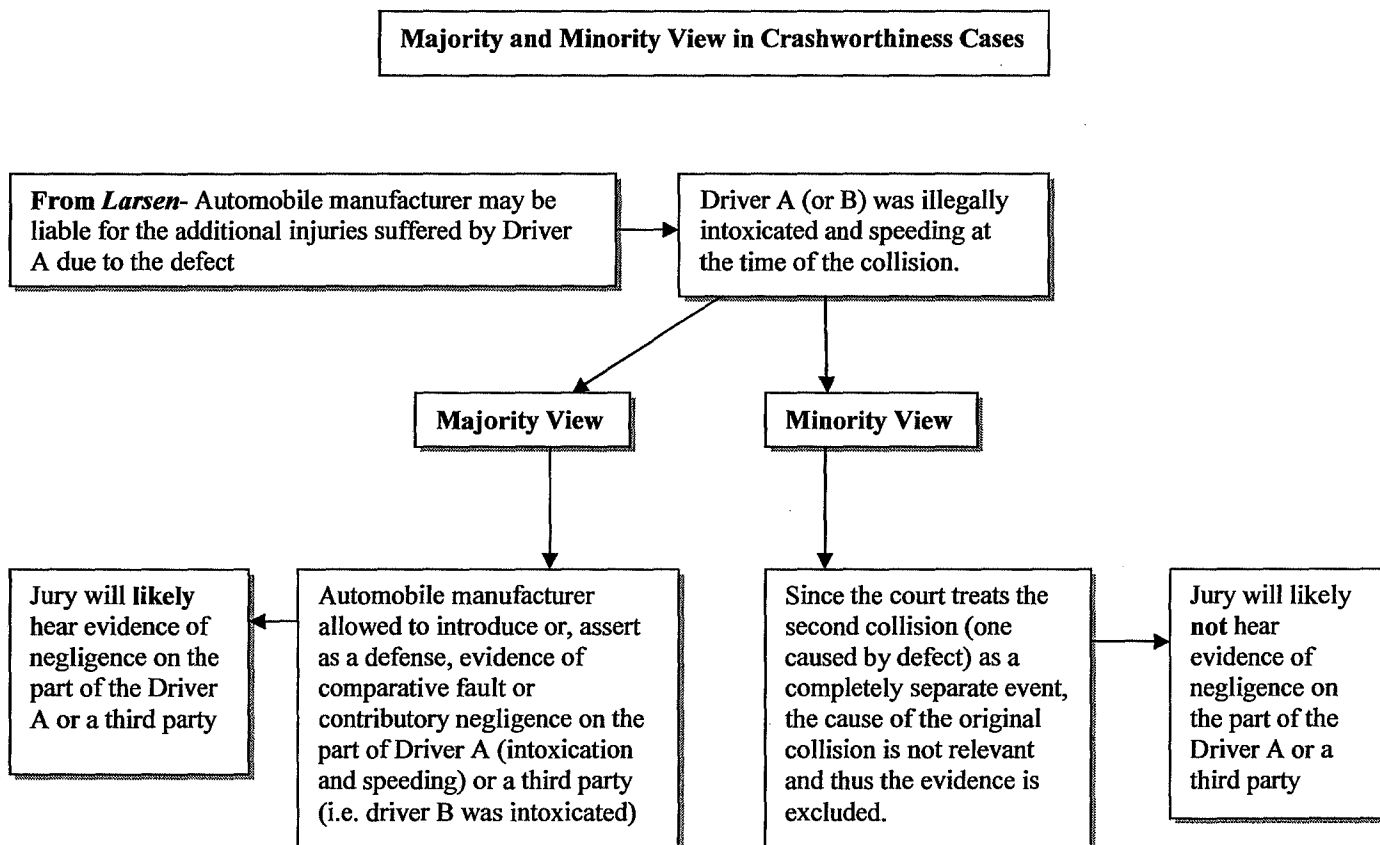 Majority and Minority View in Crashworthiness Cases
From Larsen- Automobile manufacturer may be
liable for the additional injuries suffered by Driver
A due to the defect
Driver A (or B) was illegally
intoxicated and speeding at
the time of the collision.
Majority View
Minority View
Jury will likely
hear evidence of
negligence on the
part of the Driver
A or a third party
Automobile manufacturer
allowed to introduce or, assert
as a defense, evidence of
comparative fault or
contributory negligence on the
part of Driver A (intoxication
and speeding) or a third party
(i.e. driver B was intoxicated)
Since the court treats the
second collision (one
caused by defect) as a
completely separate event,
the cause of the original
collision is not relevant
and thus the evidence is
excluded.
Jury will likely
not hear
evidence of
negligence on
the part of the
Driver A or a
third party